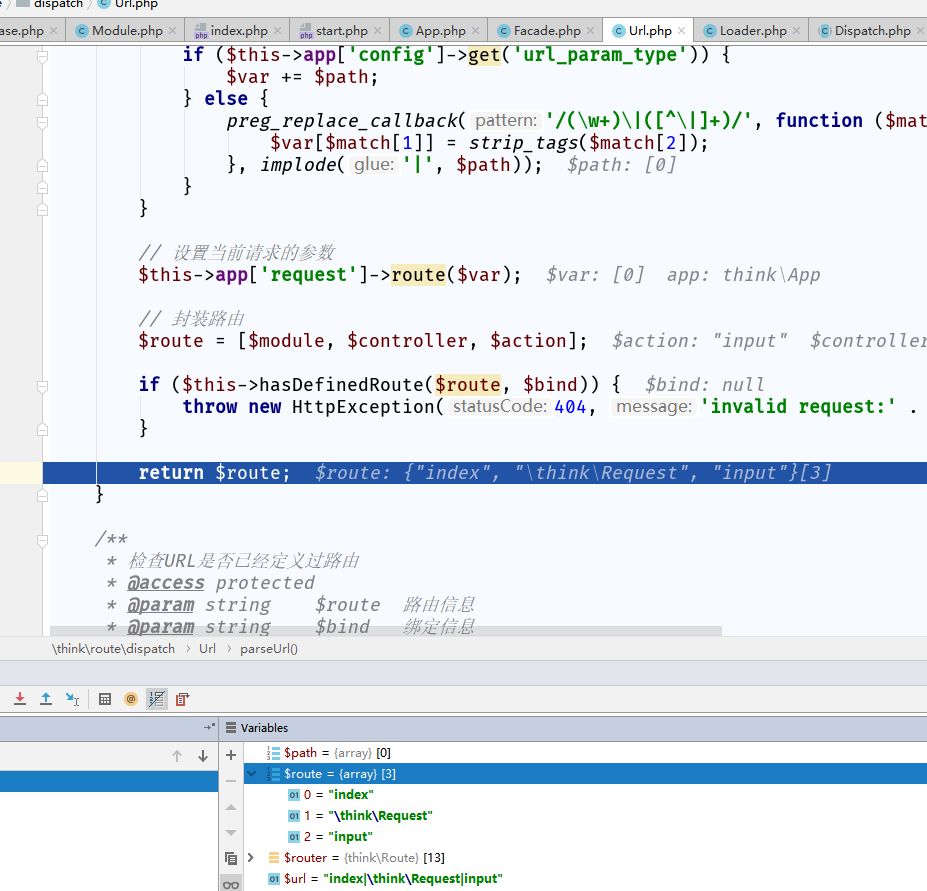 dispatch Url.php
ase.php Module.php index.php start.php App.php Facade.php Url.php Loader.php Dispatch.php
if ($this->app['config']->get('url_param_type')) {
$var += $path;
} else {
preg_replace_callback( pattern: '/(\w+)\|([^\|]+)/', function ($mat
$var[$match[1]] = strip_tags($match[2]);
}, implode( glue: '|', $path)); $path: [0]
}
}
// 设置当前请求的参数
$this->app['request']->route($var); $var: [0] app: think\App
// 封装路由
$route = [$module, $controller, $action]; $action: "input" $controller
if ($this->hasDefinedRoute($route, $bind)) { $bind: null
throw new HttpException( statusCode: 404, message: 'invalid request:' .
}
return $route; $route: {"index", "\think\Request", "input"}[3]
}
/**
* 检查URL是否已经定义过路由
* @access protected
* @param string $route 路由信息
* @param string $bind 绑定信息
\think\route\dispatch › Url › parseUrl()
Variables
$path = {array} [0]
$route = {array} [3]
0 = "index"
1 = "\think\Request"
2 = "input"
$router = {think\Route} [13]
$url = "index|\think\Request|input"